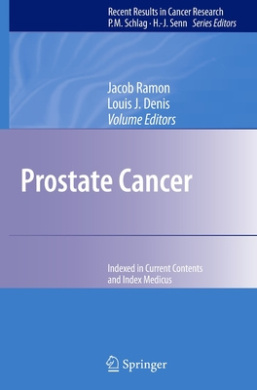 Recent Results in Cancer Research
P.M. Schlag · H.-J. Senn Series Editors
Jacob Ramon
Louis J. Denis
Volume Editors
Prostate Cancer
Indexed in Current Contents
and Index Medicus
Springer